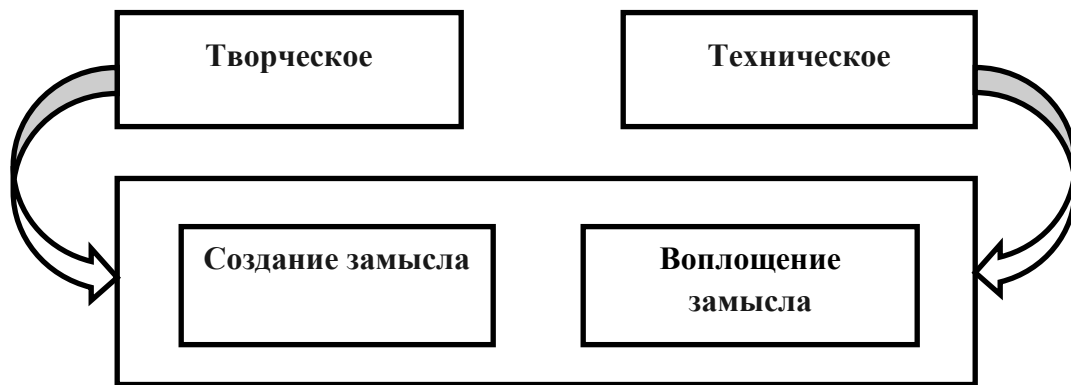 Творческое
Техническое
Создание замысла
Воплощение
замысла